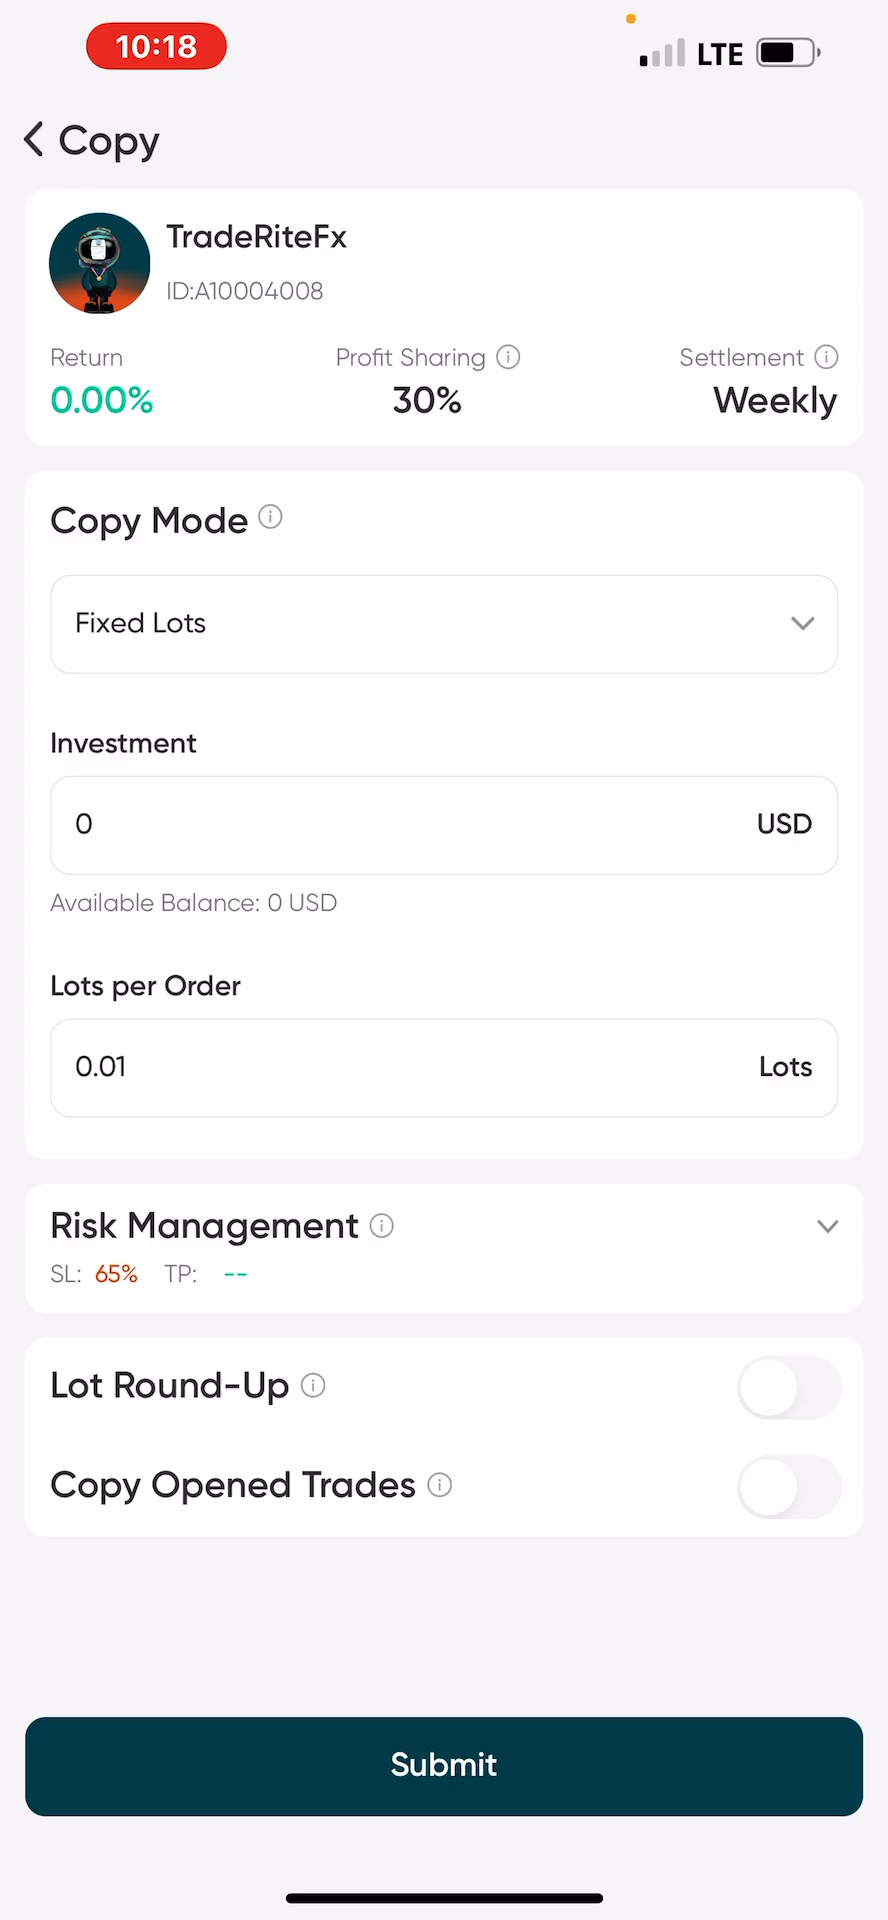 10:18
LTE
Copy
TradeRiteFx
ID:A10004008
Return
Profit Sharing
Settlement
0.00%
30%
Weekly
Copy Mode
Fixed Lots
Investment
0
USD
Available Balance: 0 USD
Lots per Order
0.01
Lots
Risk Management
SL: 65% TP: --
Lot Round-Up
Copy Opened Trades
Submit